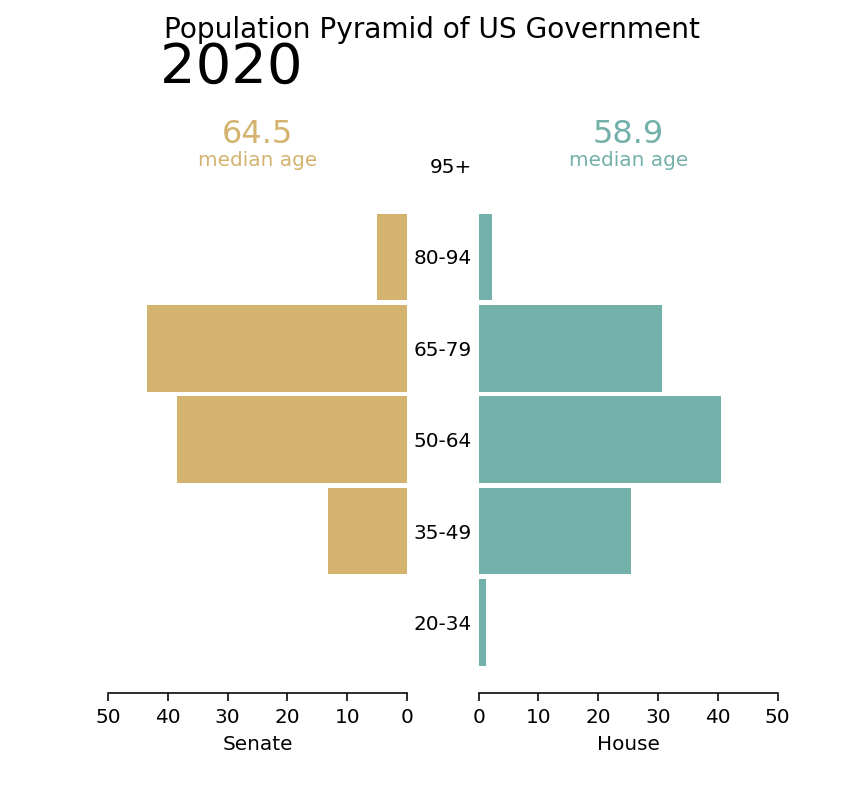 Population Pyramid of US Government
2020
64.5
median age
58.9
median age
95+
80-94
65-79
50-64
35-49
20-34
50 40 30 20 10 0
Senate
0 10 20 30 40 50
House